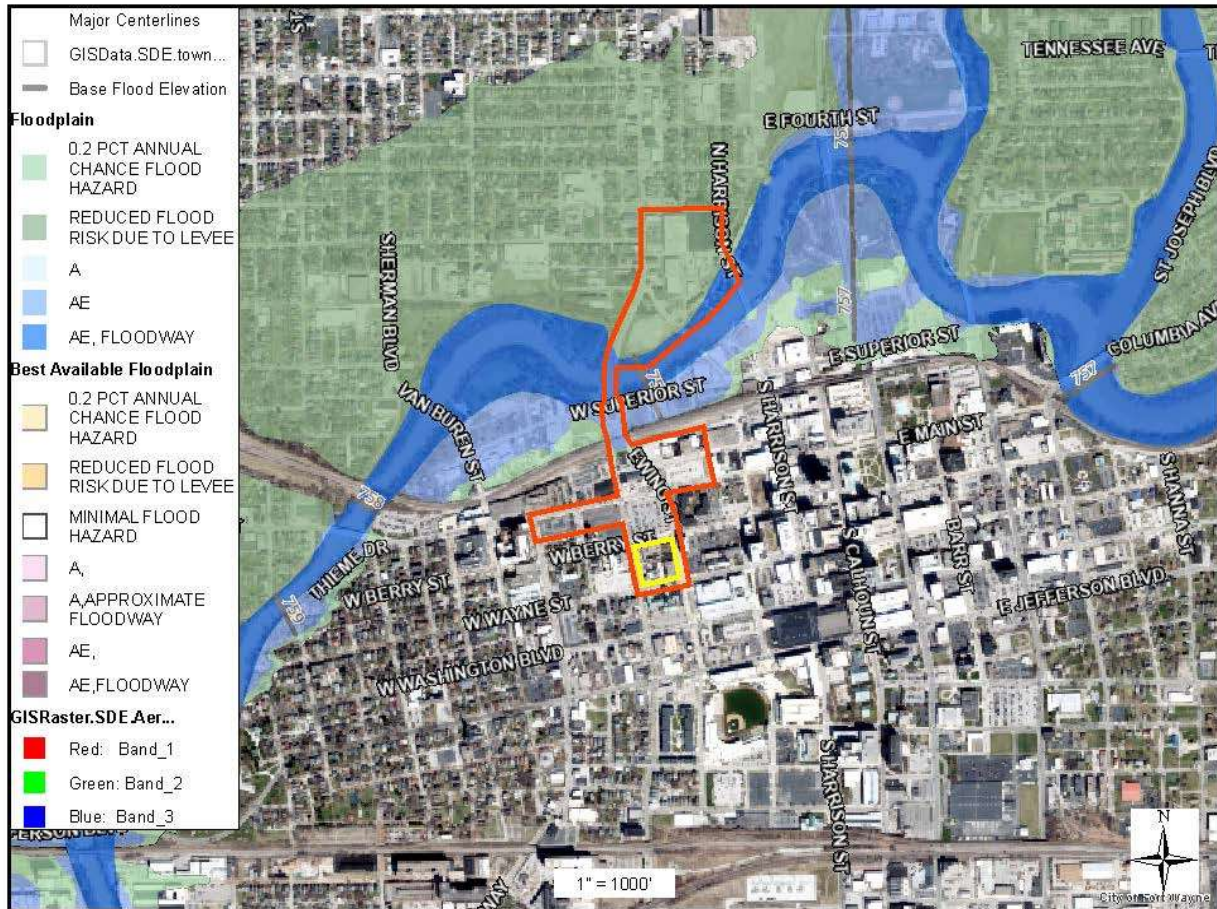 Major Centerlines
GISData.SDE.town...
Base Flood Elevation
Floodplain
0.2 PCT ANNUAL
CHANCE FLOOD
HAZARD
REDUCED FLOOD
RISK DUE TO LEVEE
A
AE
AE, FLOODWAY
Best Available Floodplain
0.2 PCT ANNUAL
CHANCE FLOOD
HAZARD
REDUCED FLOOD
RISK DUE TO LEVEE
MINIMAL FLOOD
HAZARD
A,
A,APPROXIMATE
FLOODWAY
AE,
AE,FLOODWAY
GISRaster.SDE.Aer...
Red: Band_1
Green: Band_2
Blue: Band_3
TENNESSEE AVE
E FOURTH ST
N HARRISON ST
ST JOSEPH BLVD
SHERMAN BLVD
757
COLUMBIA AVE
E SUPERIOR ST
757
W SUPERIOR ST
VAN BUREN ST
S HARRISON ST
E MAIN ST
EWING ST
S HANNA ST
758
W BERRY ST
THIEME DR
W BERRY ST
S CALHOUN ST
BARR ST
E JEFFERSON BLVD
759
W WAYNE ST
W WASHINGTON BLVD
S HARRISON ST
1" = 1000'
N
City of Fort Wayne